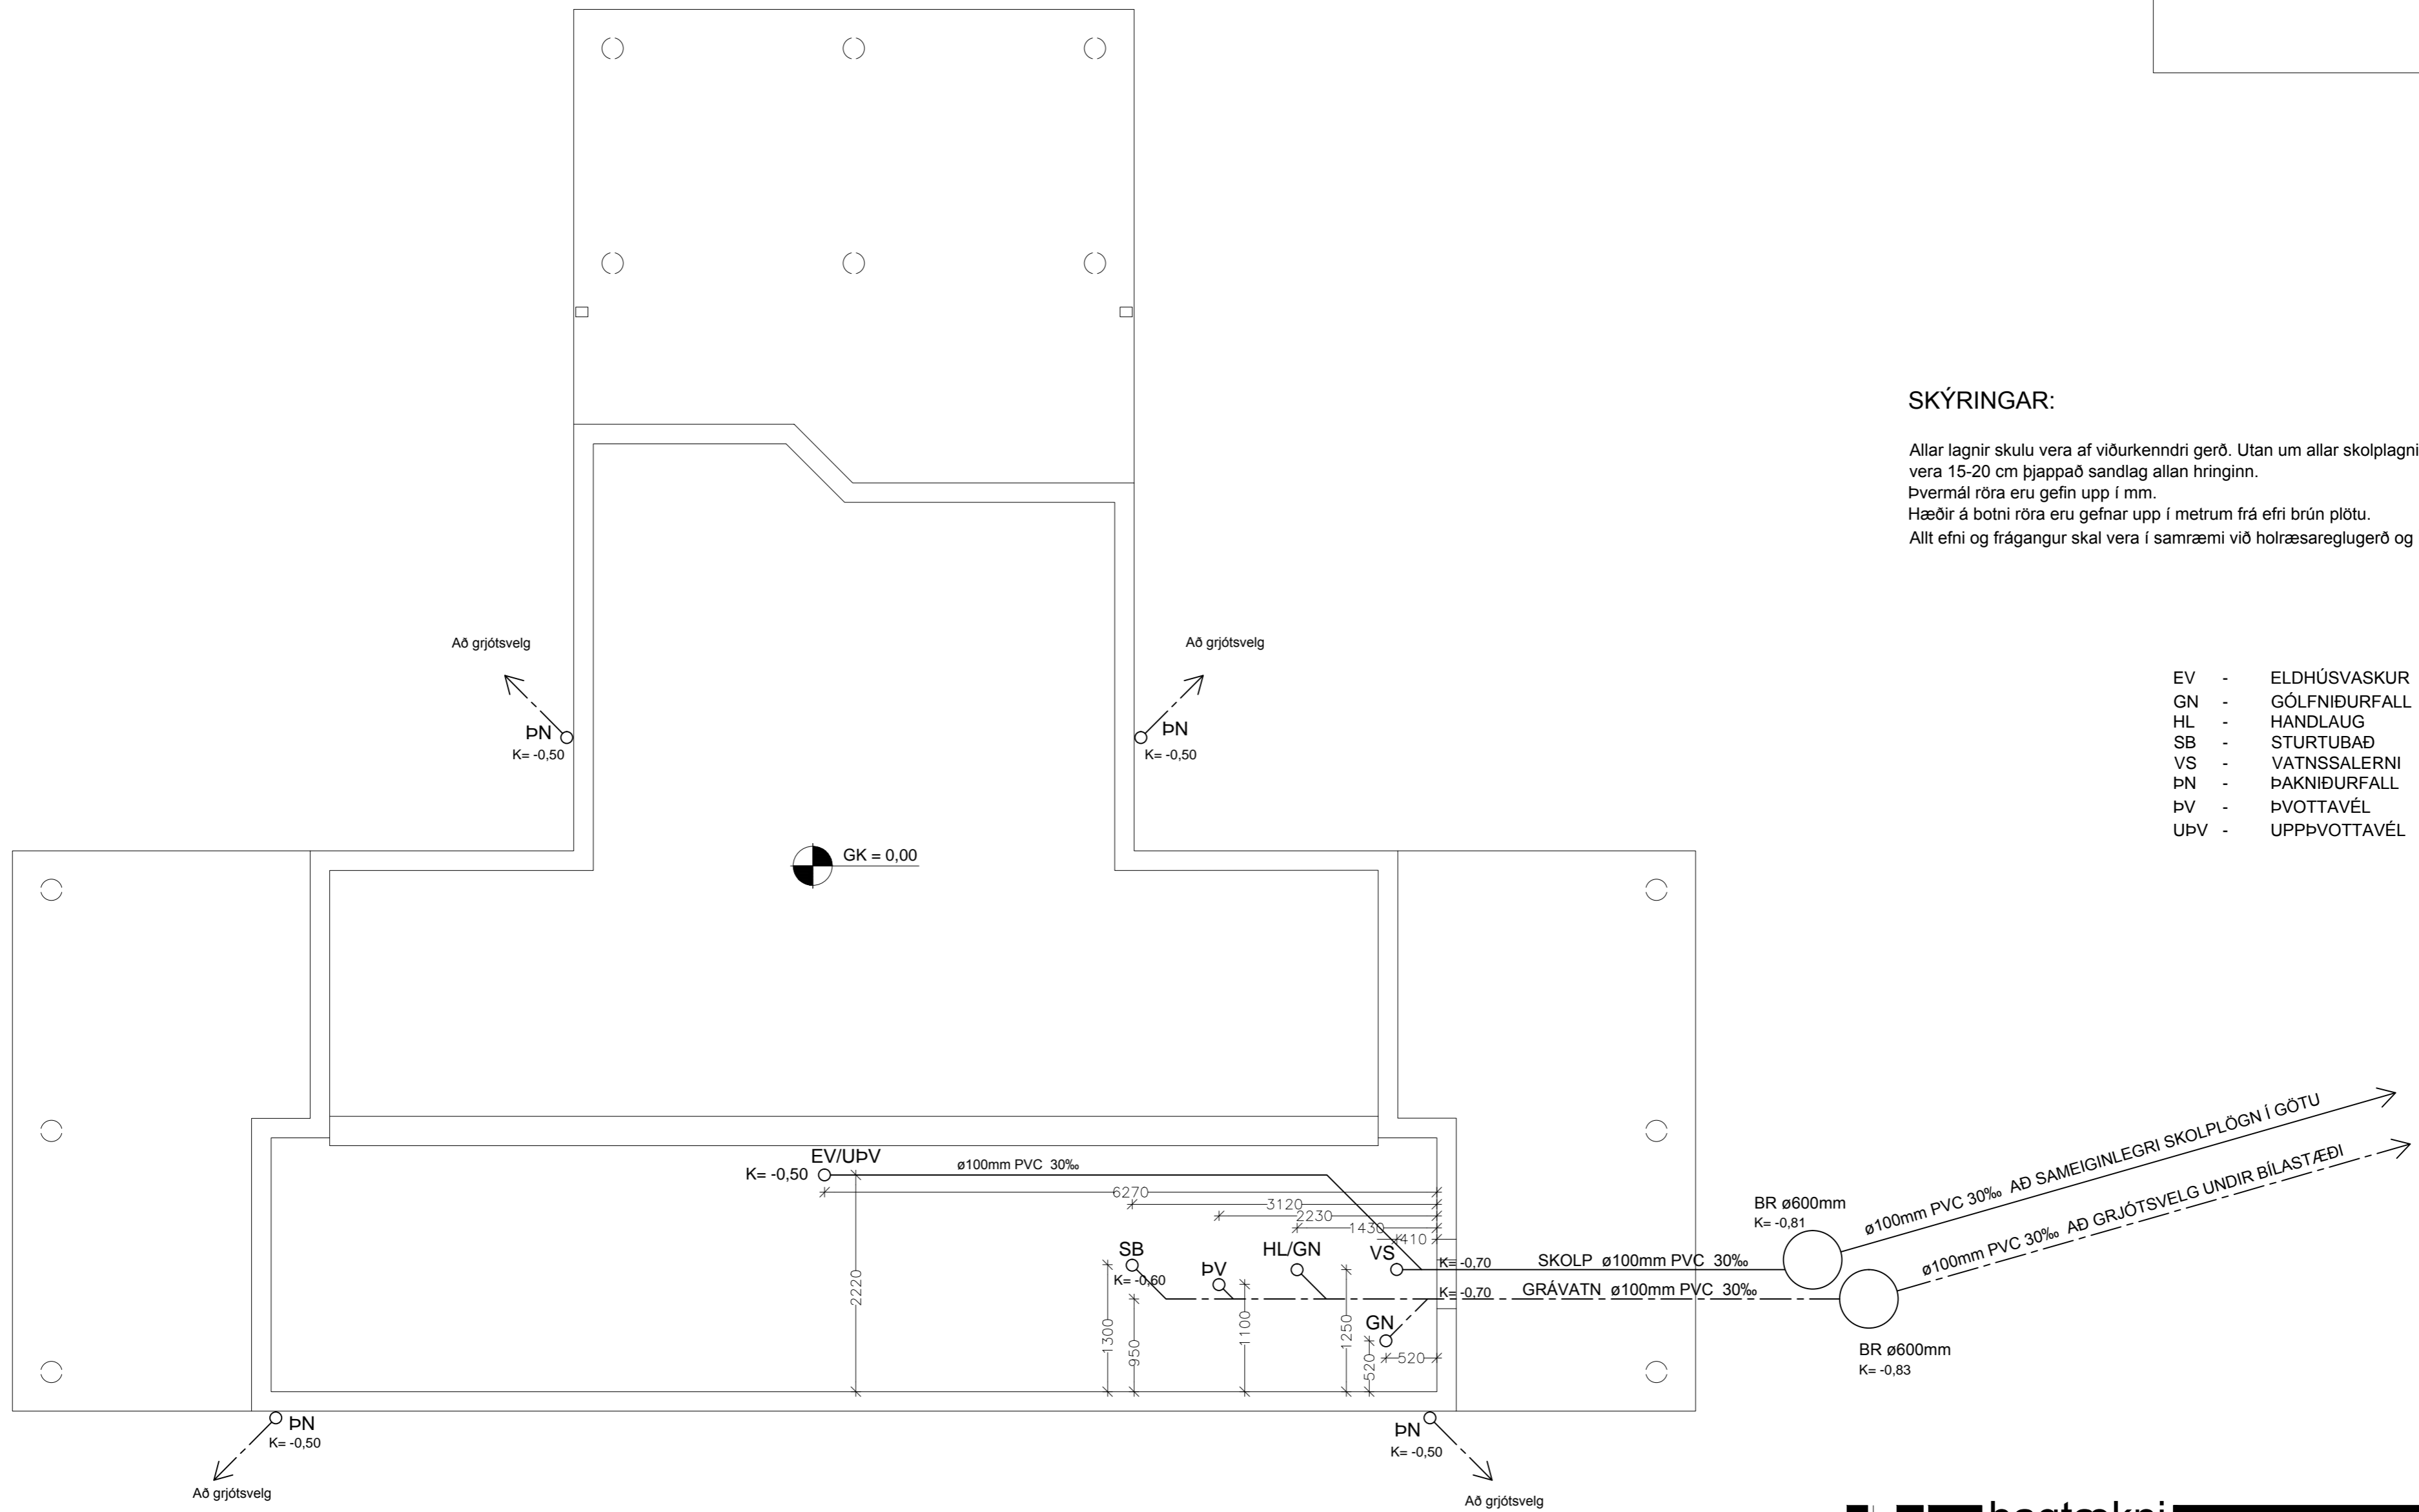 SKÝRINGAR:
Allar lagnir skulu vera af viðurkenndri gerð. Utan um allar skolplagni
vera 15-20 cm þjappað sandlag allan hringinn.
Þvermál röra eru gefin upp í mm.
Hæðir á botni röra eru gefnar upp í metrum frá efri brún plötu.
Allt efni og frágangur skal vera í samræmi við holræsareglugerð og
Að grjótsvelg
Að grjótsvelg
ÞN
K= -0,50
ÞN
K= -0,50
EV - ELDHÚSVASKUR
GN - GÓLFNIÐURFALL
HL - HANDLAUG
SB - STURTUBAÐ
VS - VATNSSALERNI
ÞN - ÞAKNIÐURFALL
ÞV - ÞVOTTAVÉL
UÞV - UPPÞVOTTAVÉL
GK = 0,00
EV/UÞV
K= -0,50
ø100mm PVC 30‰
6270
3120
2230
1430
410
SB
K= -0,60
ÞV
HL/GN
VS
K= -0,70
SKOLP ø100mm PVC 30‰
K= -0,70
GRÁVATN ø100mm PVC 30‰
GN
2220
1300
950
1100
1250
520
520
BR ø600mm
K= -0,81
ø100mm PVC 30‰ AÐ SAMEIGINLEGRI SKOLPLÖGN Í GÖTU
ø100mm PVC 30‰ AÐ GRJÓTSVELG UNDIR BÍLASTÆÐI
BR ø600mm
K= -0,83
ÞN
K= -0,50
Að grjótsvelg
ÞN
K= -0,50
Að grjótsvelg
hagtækni